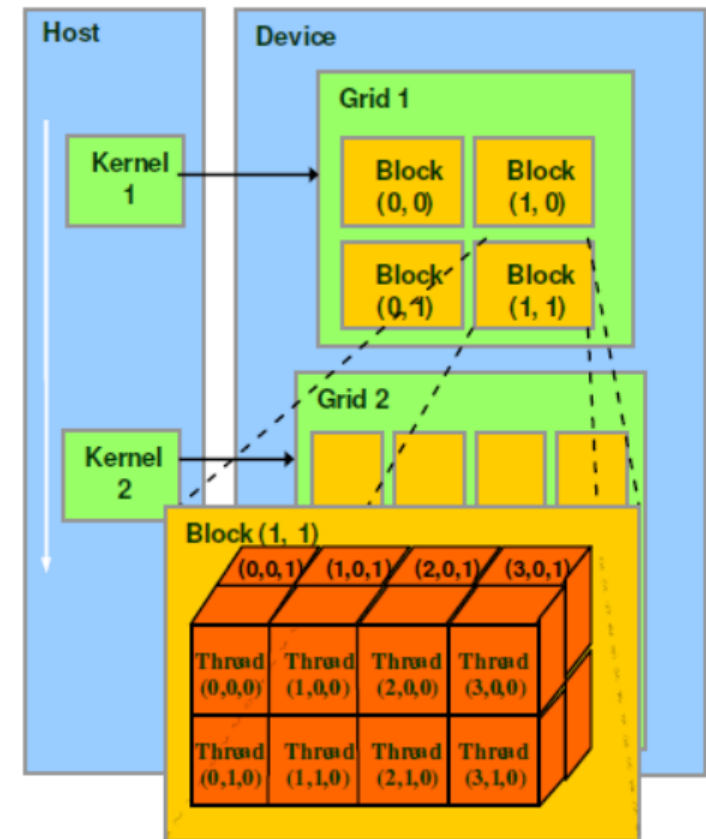 Host
Device
Grid 1
Kernel
1
Block
(0, 0)
Block
(1, 0)
Block
(0, 1)
Block
(1, 1)
Grid 2
Kernel
2
Block (1, 1)
(0,0,1) (1,0,1) (2,0,1) (3,0,1)
Thread
(0,0,0)
Thread
(1,0,0)
Thread
(2,0,0)
Thread
(3,0,0)
Thread
(0,1,0)
Thread
(1,1,0)
Thread
(2,1,0)
Thread
(3,1,0)